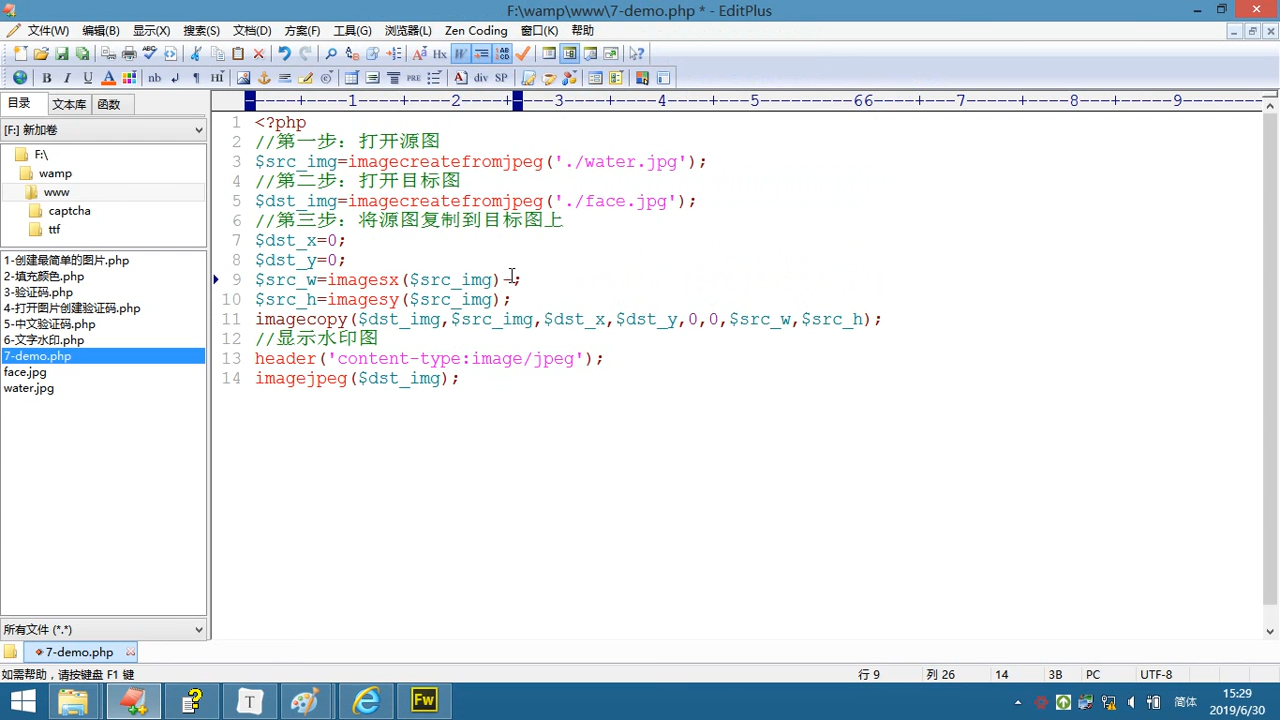 F:\wamp\www\7-demo.php * - EditPlus
文件(W) 编辑(B) 显示(X) 搜索(S) 文档(D) 方案(F) 工具(G) 浏览器(L) Zen Coding 窗口(K) 帮助
目录 文本库 函数
[F:] 新加卷
F:\
wamp
www
captcha
ttf
1-创建最简单的图片.php
2-填充颜色.php
3-验证码.php
4-打开图片创建验证码.php
5-中文验证码.php
6-文字水印.php
7-demo.php
face.jpg
water.jpg
所有文件 (*.*)
1 <?php
2 //第一步：打开源图
3 $src_img=imagecreatefromjpeg('./water.jpg');
4 //第二步：打开目标图
5 $dst_img=imagecreatefromjpeg('./face.jpg');
6 //第三步：将源图复制到目标图上
7 $dst_x=0;
8 $dst_y=0;
9 $src_w=imagesx($src_img)-;
10 $src_h=imagesy($src_img);
11 imagecopy($dst_img,$src_img,$dst_x,$dst_y,0,0,$src_w,$src_h);
12 //显示水印图
13 header('content-type:image/jpeg');
14 imagejpeg($dst_img);
7-demo.php
如需帮助，请按键盘 F1 键 行 9 列 26 14 3B PC UTF-8
Fw
简体
15:29
2019/6/30